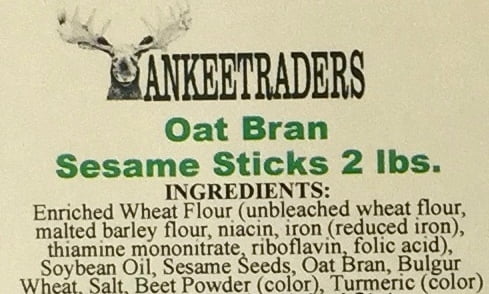 YANKEETRADERS
Oat Bran
Sesame Sticks 2 lbs.
INGREDIENTS:
Enriched Wheat Flour (unbleached wheat flour,
malted barley flour, niacin, iron (reduced iron),
thiamine mononitrate, riboflavin, folic acid),
Soybean Oil, Sesame Seeds, Oat Bran, Bulgur
Wheat, Salt, Beet Powder (color), Turmeric (color)